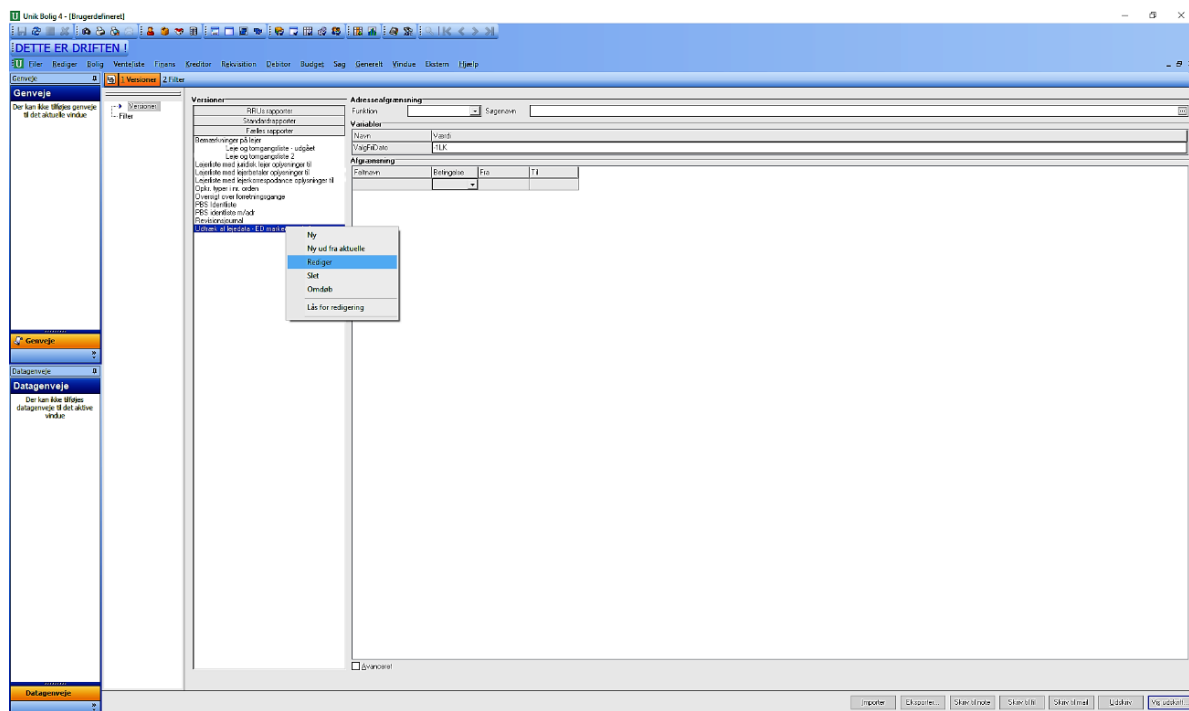 Unik Bolig 4 - [Brugerdefineret]
DETTE ER DRIFTEN !
Filer Rediger Bolig Venteliste Finans Kreditor Rekvisition Debitor Budget Søg Generelt Vindue Ekstern Hjælp
Genveje
1 Versioner 2 Filter
Genveje
Der kan ikke tilføjes genveje til det aktuelle vindue
Versioner
Filter
Versioner
Standardrapporter
Fælles rapporter
Bemærkninger på lejer
Leje og tomgangsliste - udgået
Leje og tomgangsliste 2
Lejerliste med juridisk lejer oplysninger til
Lejerliste med lejerbetaler oplysninger til
Lejerliste med lejerkorrespodance oplysninger til
Opkr. typer i nr. orden
Oversigt over forretningsgange
PBS Identliste
PBS identliste m/adr
Revisionsjournal
Udtræk af lejedata - ED
Ny
Ny ud fra aktuelle
Rediger
Slet
Omdøb
Lås for redigering
Adresseafgrænsning
Funktion Søgenavn
Variabler
Navn Værdi
ValgFriDato -1LK
Afgrænsning
Feltnavn Betingelse Fra Til
Avanceret
Genveje
Datagenveje
Datagenveje
Der kan ikke tilføjes
datagenveje til det aktive
vindue
Datagenveje
Importer Eksporter... Skriv til note Skriv til fil Skriv til mail Udskriv Vis udskrift...